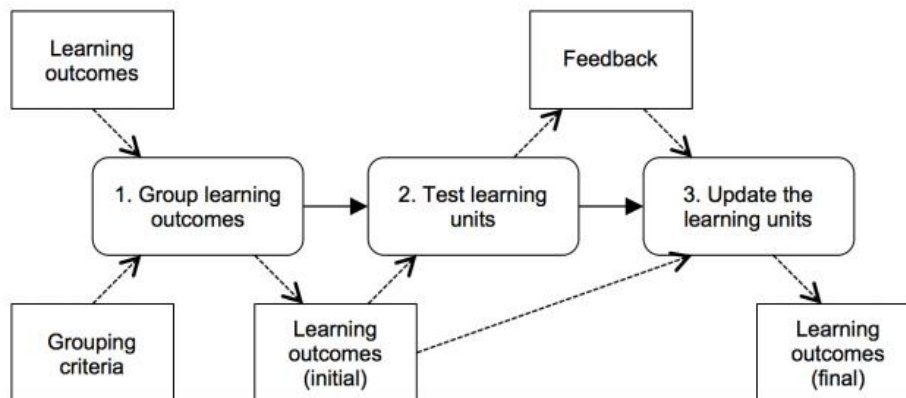 Learning
outcomes
Feedback
1. Group learning
outcomes
2. Test learning
units
3. Update the
learning units
Grouping
criteria
Learning
outcomes
(initial)
Learning
outcomes
(final)